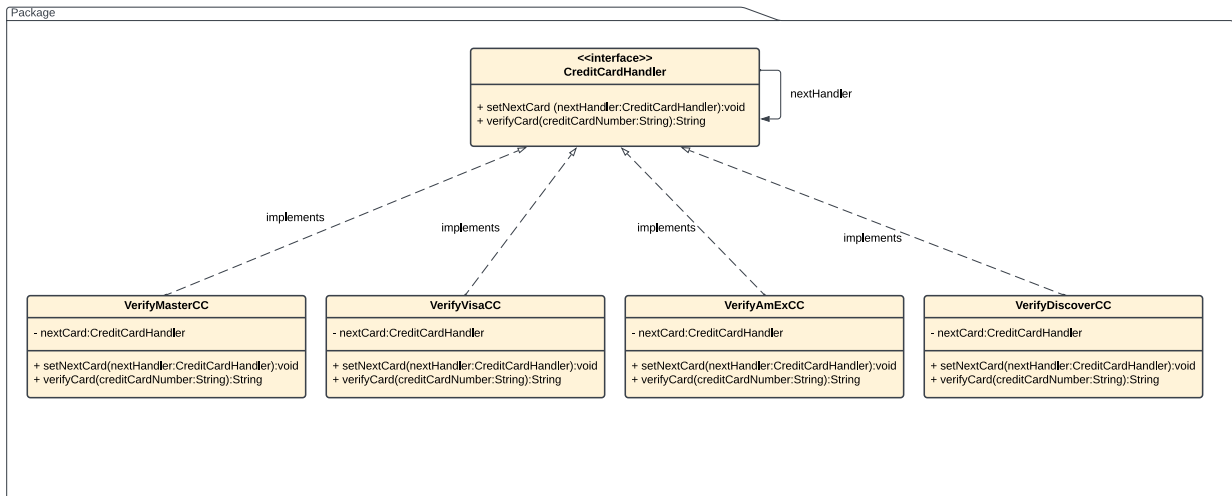 Package
<<interface>>
CreditCardHandler
+ setNextCard (nextHandler:CreditCardHandler):void
+ verifyCard(creditCardNumber:String):String
nextHandler
implements
implements
implements
implements
VerifyMasterCC
- nextCard:CreditCardHandler
+ setNextCard(nextHandler:CreditCardHandler):void
+ verifyCard(creditCardNumber:String):String
VerifyVisaCC
- nextCard:CreditCardHandler
+ setNextCard(nextHandler:CreditCardHandler):void
+ verifyCard(creditCardNumber:String):String
VerifyAmExCC
- nextCard:CreditCardHandler
+ setNextCard(nextHandler:CreditCardHandler):void
+ verifyCard(creditCardNumber:String):String
VerifyDiscoverCC
- nextCard:CreditCardHandler
+ setNextCard(nextHandler:CreditCardHandler):void
+ verifyCard(creditCardNumber:String):String